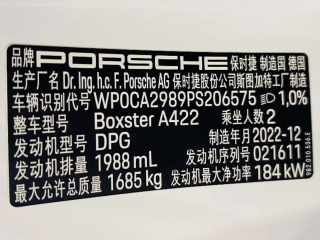 品牌 PORSCHE 保时捷 制造国 德国
生产厂名 Dr. Ing. h.c. F. Porsche AG 保时捷股份公司斯图加特工厂制造
车辆识别代号 WP0CA2989PS206575 1,0%
整车型号 Boxster A422 乘坐人数 2
发动机型号 DPG 制造年月 2022-12
发动机排量 1988 mL 发动机序列号 021611
最大允许总质量 1685 kg 发动机最大净功率 184 kW